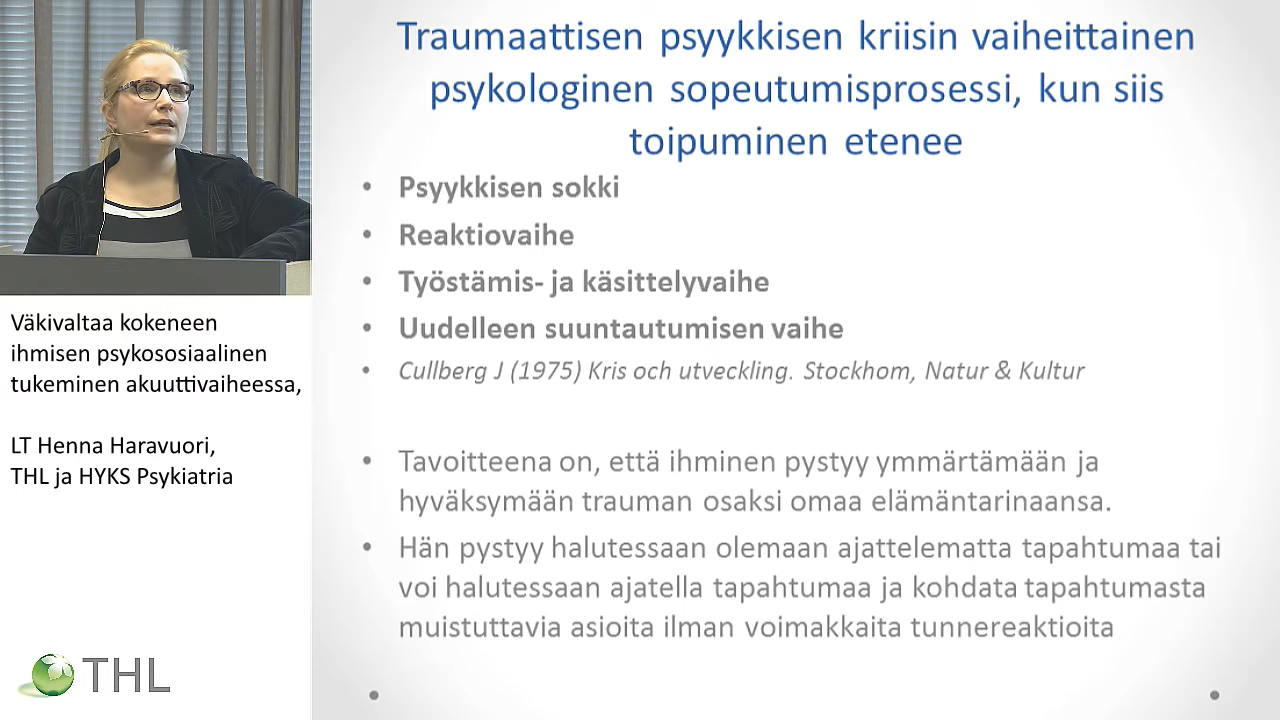 Traumaattisen psyykkisen kriisin vaiheittainen
psykologinen sopeutumisprosessi, kun siis
toipuminen etenee
• Psyykkisen sokki
• Reaktiovaihe
• Työstämis- ja käsittelyvaihe
• Uudelleen suuntautumisen vaihe
• Cullberg J (1975) Kris och utveckling. Stockhom, Natur & Kultur
• Tavoitteena on, että ihminen pystyy ymmärtämään ja
hyväksymään trauman osaksi omaa elämäntarinaansa.
• Hän pystyy halutessaan olemaan ajattelematta tapahtumaa tai
voi halutessaan ajatella tapahtumaa ja kohdata tapahtumasta
muistuttavia asioita ilman voimakkaita tunnereaktioita
Väkivaltaa kokeneen
ihmisen psykososiaalinen
tukeminen akuuttivaiheessa,
LT Henna Haravuori,
THL ja HYKS Psykiatria
THL